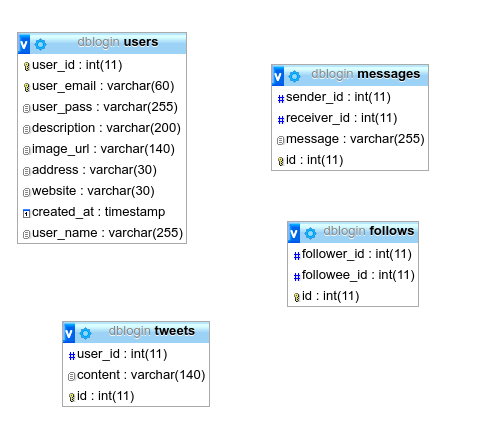 dblogin users
user_id : int(11)
user_email : varchar(60)
user_pass : varchar(255)
description : varchar(200)
image_url : varchar(140)
address : varchar(30)
website : varchar(30)
created_at : timestamp
user_name : varchar(255)
dblogin messages
sender_id : int(11)
receiver_id : int(11)
message : varchar(255)
id : int(11)
dblogin follows
follower_id : int(11)
followee_id : int(11)
id : int(11)
dblogin tweets
user_id : int(11)
content : varchar(140)
id : int(11)